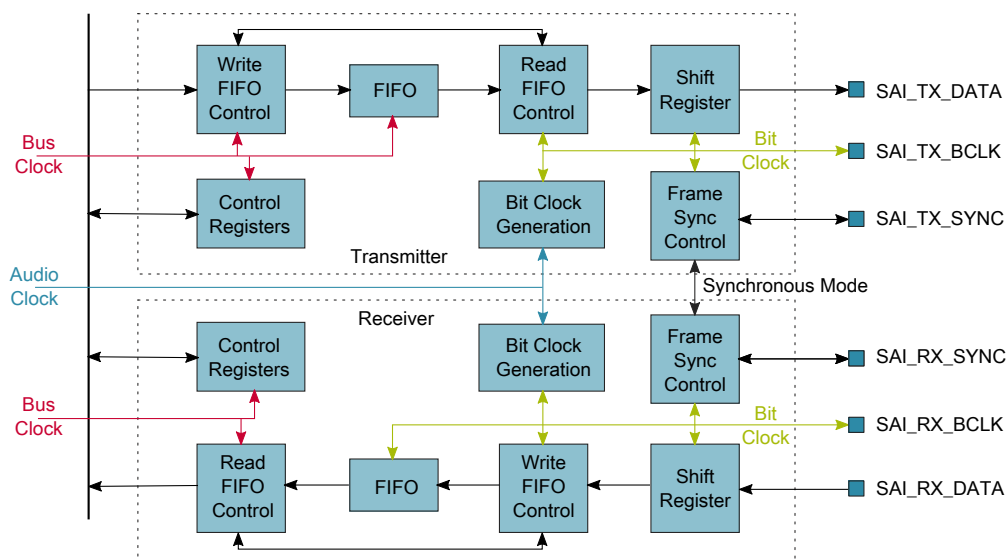 Write
FIFO
Control
FIFO
Read
FIFO
Control
Shift
Register
SAI_TX_DATA
Bus
Clock
Bit
Clock
SAI_TX_BCLK
Control
Registers
Bit Clock
Generation
Frame
Sync
Control
SAI_TX_SYNC
Transmitter
Audio
Clock
Synchronous Mode
Receiver
Control
Registers
Bit Clock
Generation
Frame
Sync
Control
SAI_RX_SYNC
Bus
Clock
Bit
Clock
SAI_RX_BCLK
Read
FIFO
Control
FIFO
Write
FIFO
Control
Shift
Register
SAI_RX_DATA